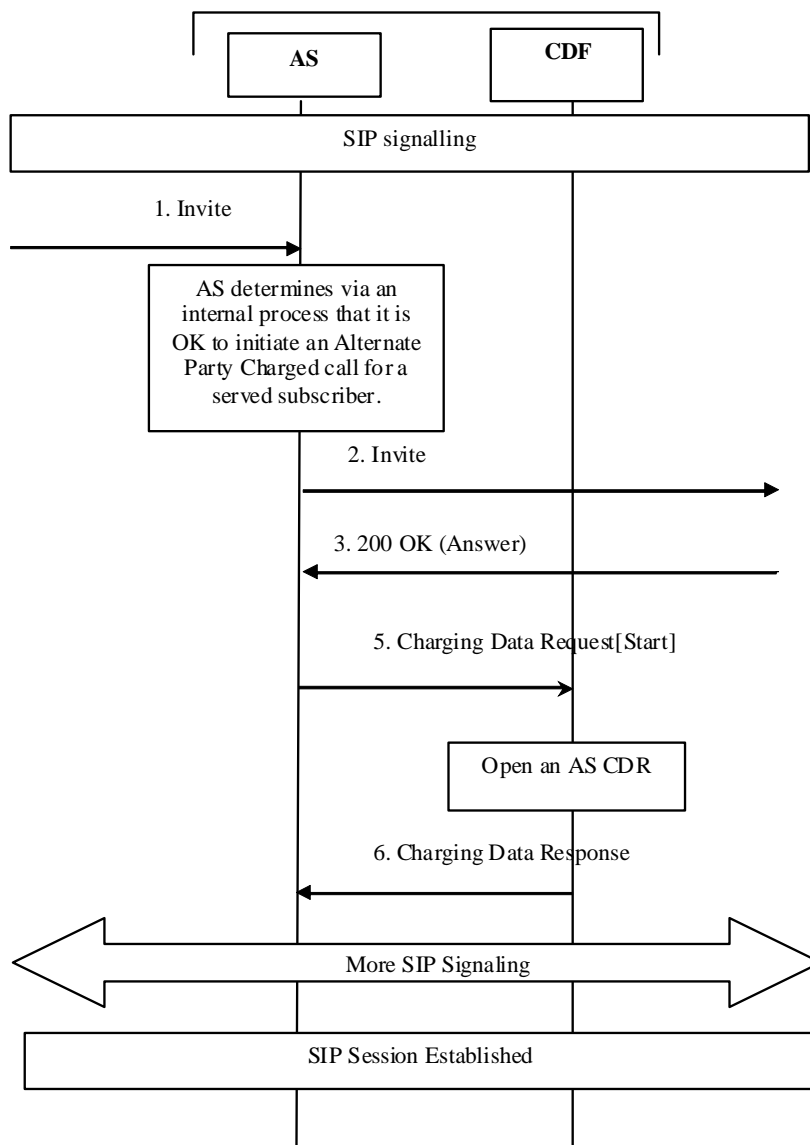 AS
CDF
SIP signalling
1. Invite
AS determines via an
internal process that it is
OK to initiate an Alternate
Party Charged call for a
served subscriber.
2. Invite
3. 200 OK (Answer)
5. Charging Data Request[Start]
Open an AS CDR
6. Charging Data Response
More SIP Signaling
SIP Session Established